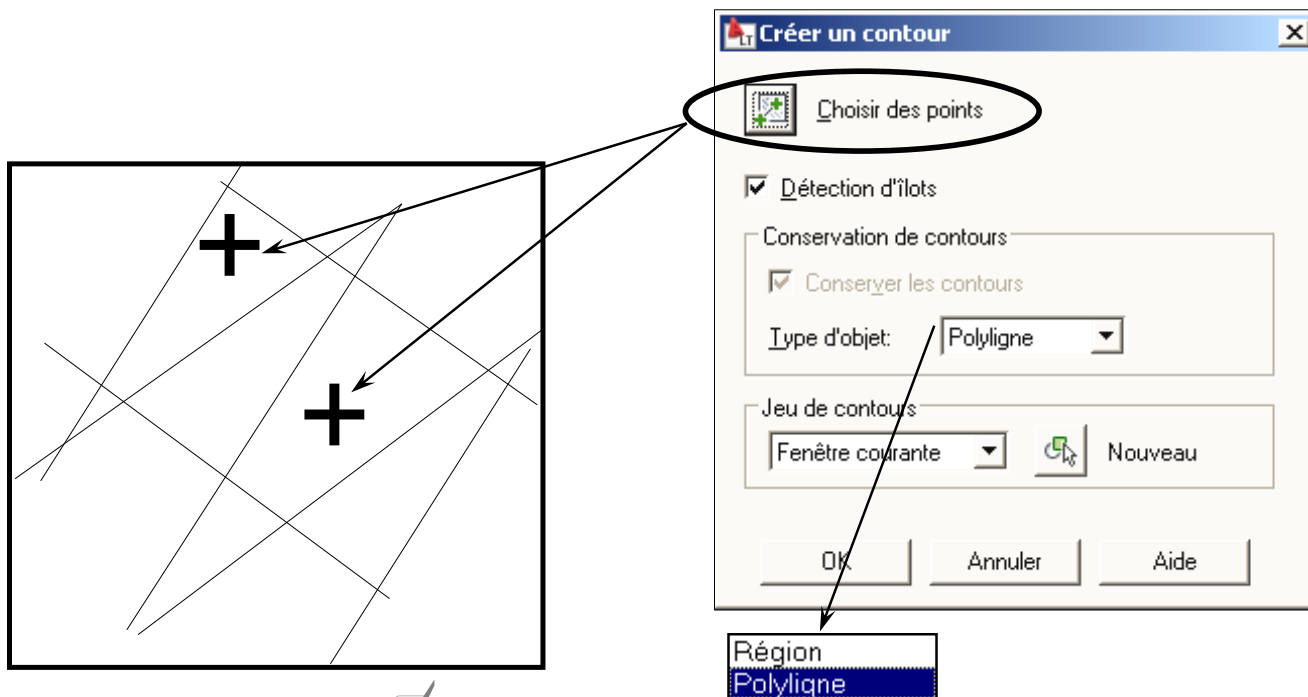 LT Créer un contour
Choisir des points
Détection d'îlots
Conservation de contours
Conserver les contours
Type d'objet: Polyligne
Jeu de contours
Fenêtre courante Nouveau
OK Annuler Aide
Région
Polyligne